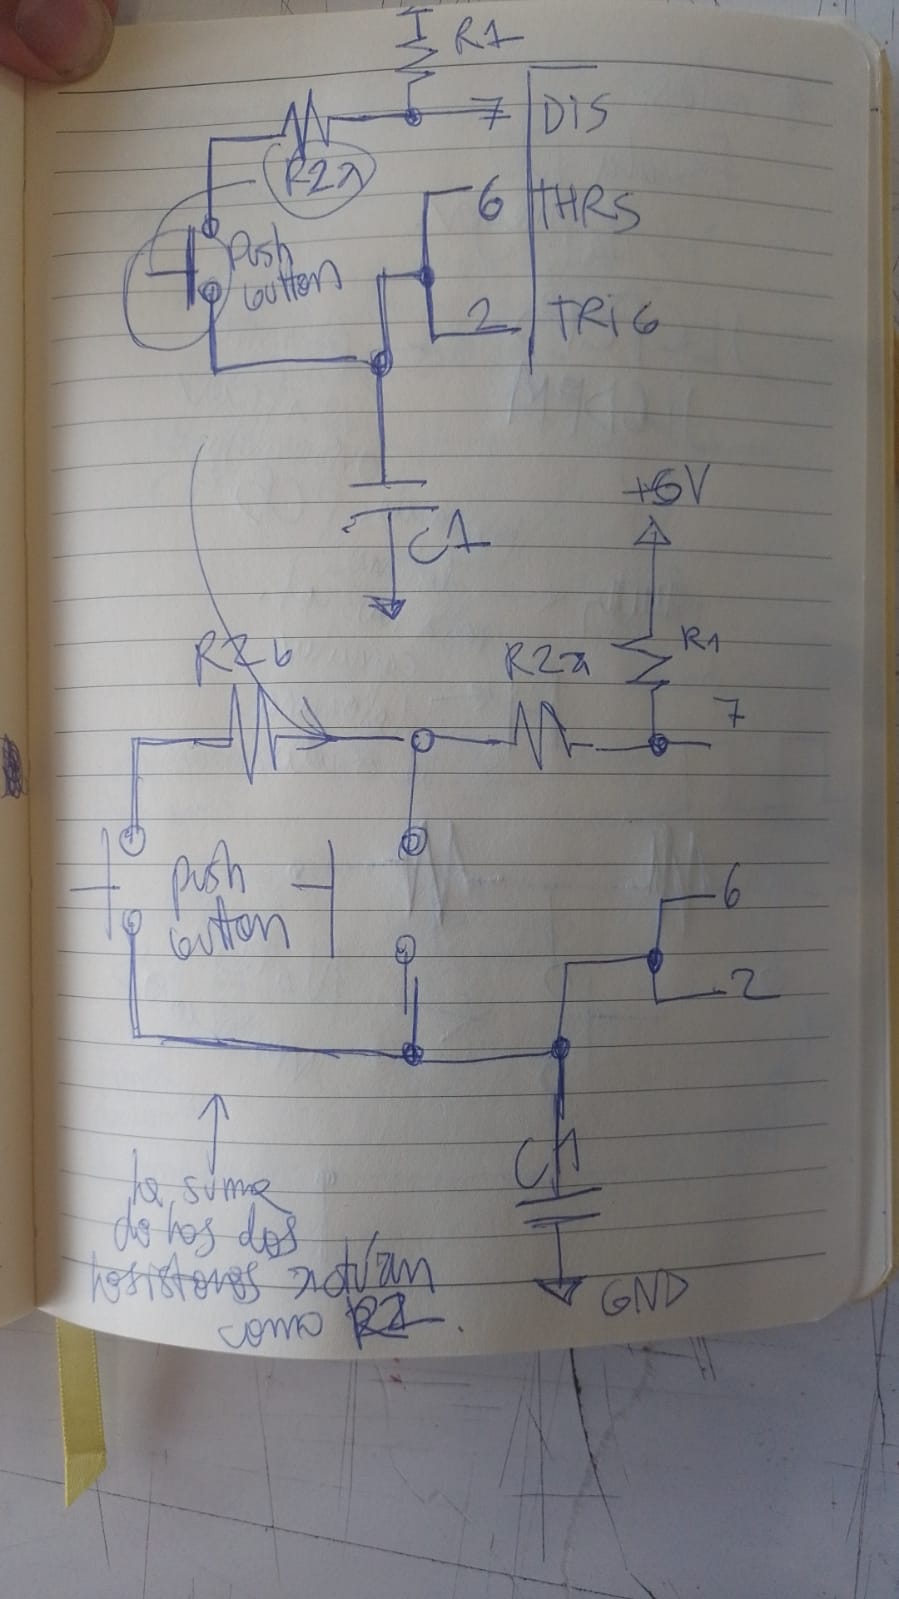 R1
7 DIS
R2a
6 THRS
Push
button
2 TRIG
C1
+6V
R2b R2a R1
7
push
button
6
2
C1
la suma
de los dos
resistores actúan
como R2.
GND